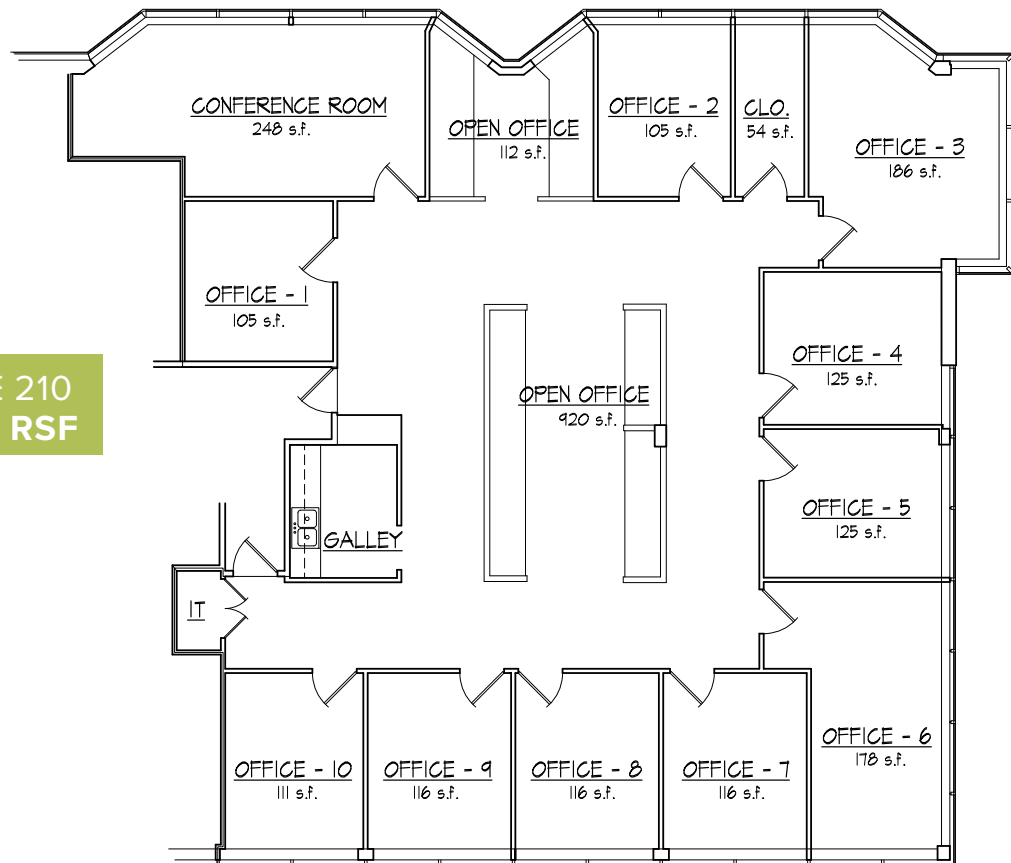 CONFERENCE ROOM
248 s.f.
OPEN OFFICE
112 s.f.
OFFICE - 2
105 s.f.
CLO.
54 s.f.
OFFICE - 3
186 s.f.
OFFICE - 1
105 s.f.
OFFICE - 4
125 s.f.
210
RSF
OPEN OFFICE
920 s.f.
OFFICE - 5
125 s.f.
GALLEY
IT
OFFICE - 6
178 s.f.
OFFICE - 10
111 s.f.
OFFICE - 9
116 s.f.
OFFICE - 8
116 s.f.
OFFICE - 7
116 s.f.